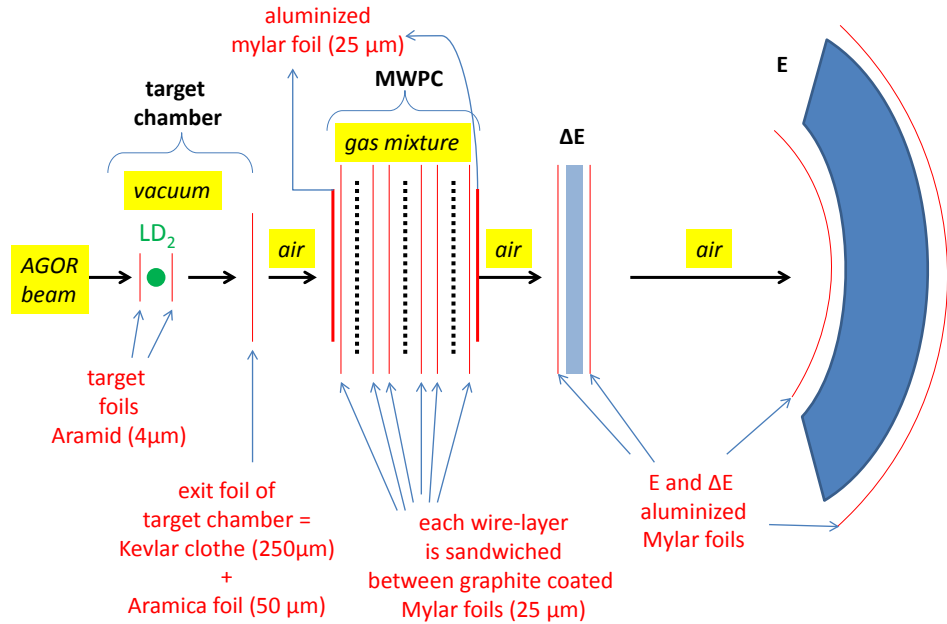 aluminized
mylar foil (25 µm)
MWPC
E
target
chamber
gas mixture
ΔE
vacuum
LD₂
air
air
air
AGOR
beam
target
foils
Aramid (4µm)
exit foil of
target chamber =
Kevlar clothe (250µm)
+
Aramica foil (50 µm)
each wire-layer
is sandwiched
between graphite coated
Mylar foils (25 µm)
E and ΔE
aluminized
Mylar foils